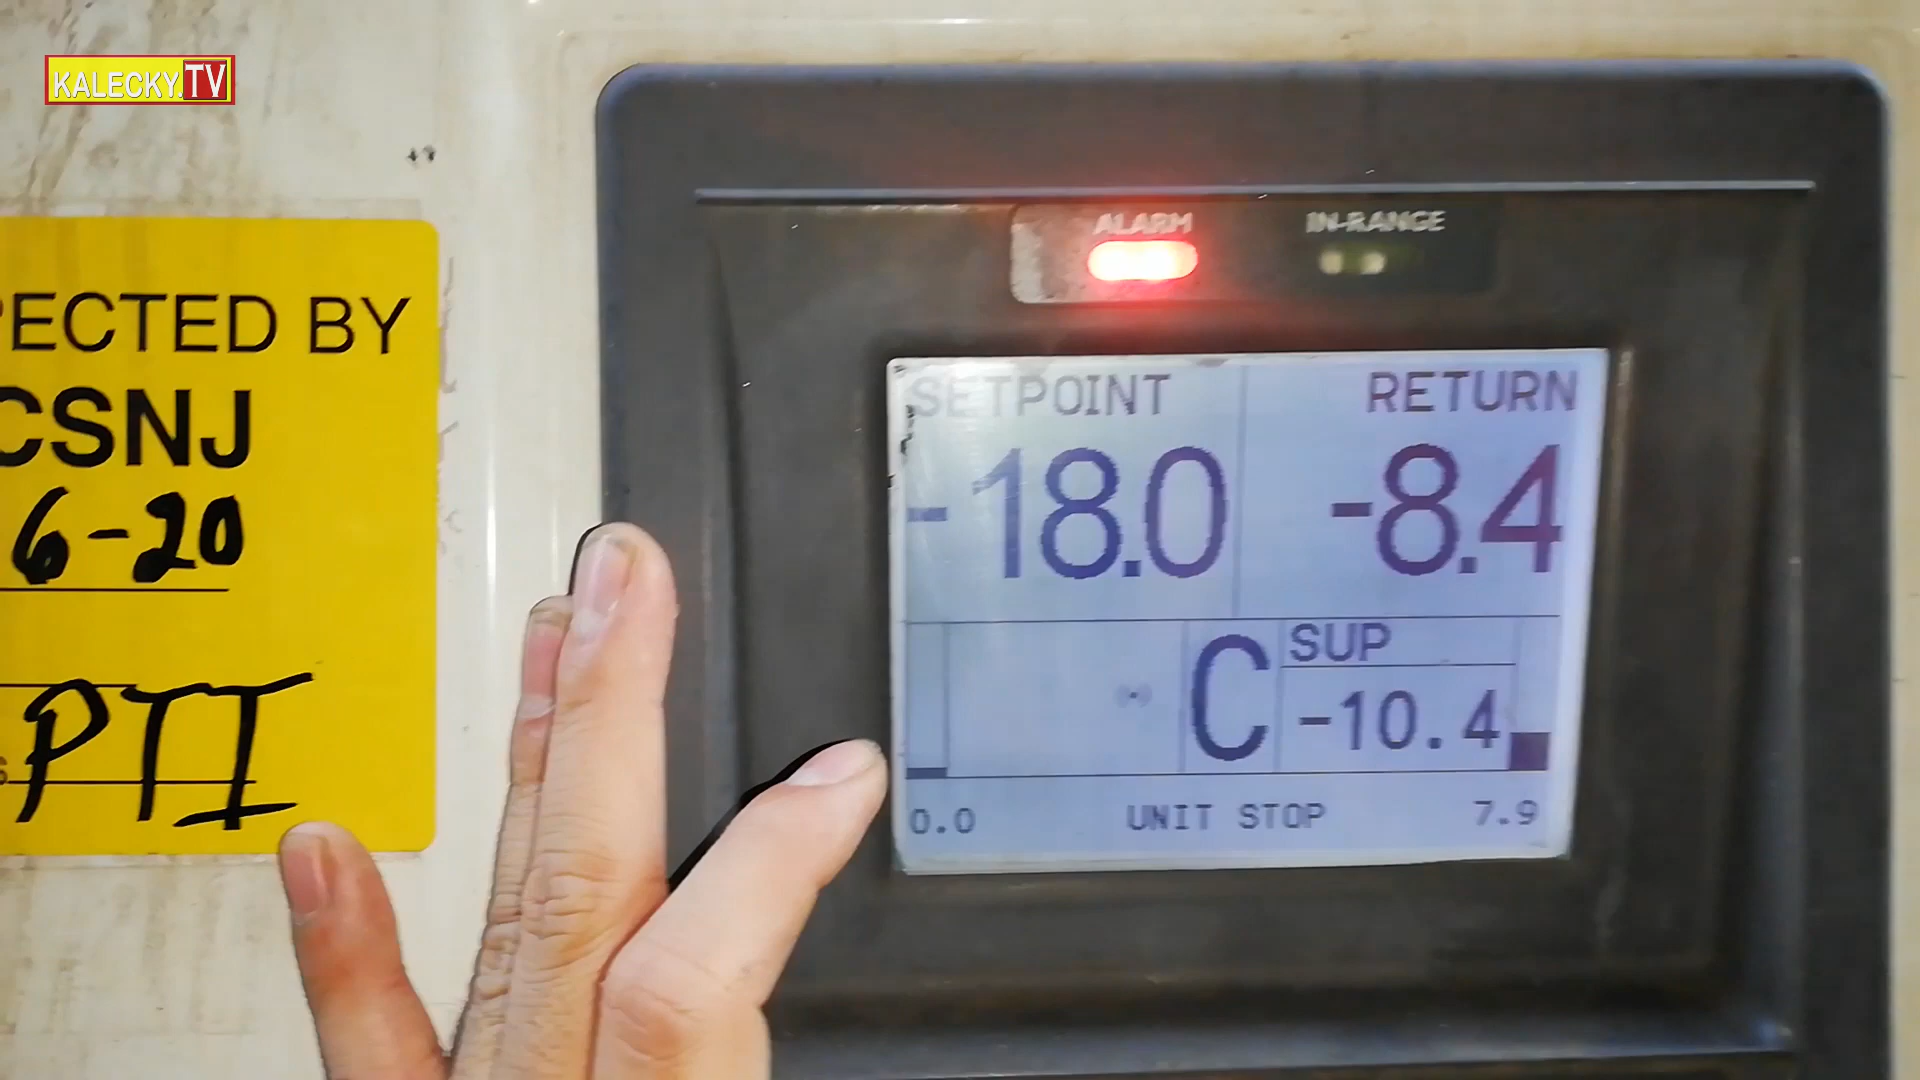 KALECKY.TV
PECTED BY
CSNJ
6-20
PTI
ALARM
IN-RANGE
SETPOINT
RETURN
-18.0
-8.4
C
SUP
-10.4
0.0
UNIT STOP
7.9